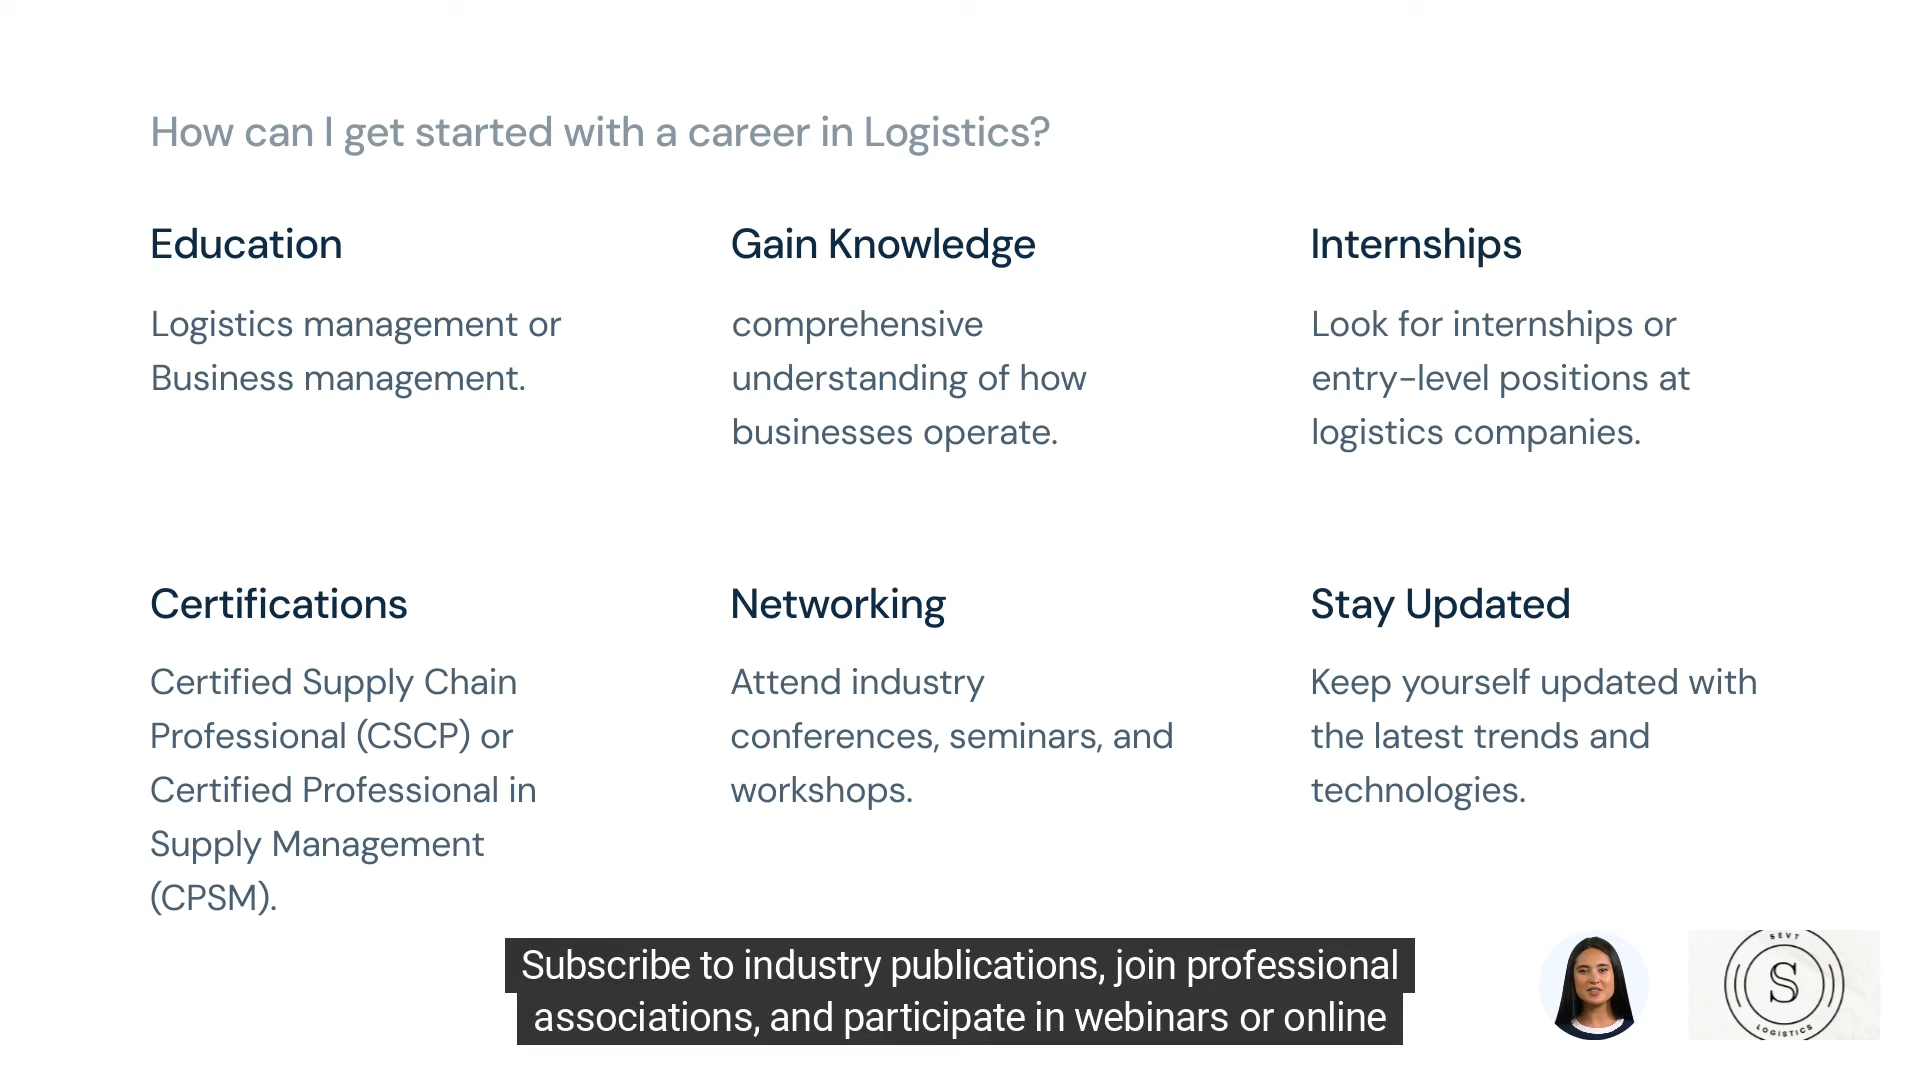 How can I get started with a career in Logistics?
Education
Logistics management or
Business management.
Gain Knowledge
comprehensive
understanding of how
businesses operate.
Internships
Look for internships or
entry-level positions at
logistics companies.
Certifications
Certified Supply Chain
Professional (CSCP) or
Certified Professional in
Supply Management
(CPSM).
Networking
Attend industry
conferences, seminars, and
workshops.
Stay Updated
Keep yourself updated with
the latest trends and
technologies.
Subscribe to industry publications, join professional
associations, and participate in webinars or online
SEVT
S
LOGISTICS